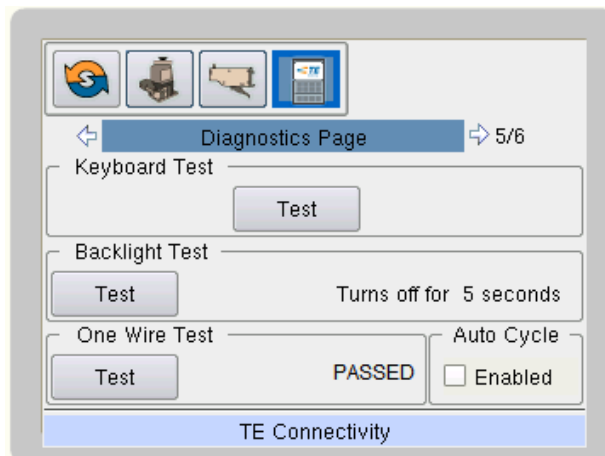 TE
Diagnostics Page 5/6
Keyboard Test
Test
Backlight Test
Test Turns off for 5 seconds
One Wire Test Auto Cycle
Test PASSED Enabled
TE Connectivity